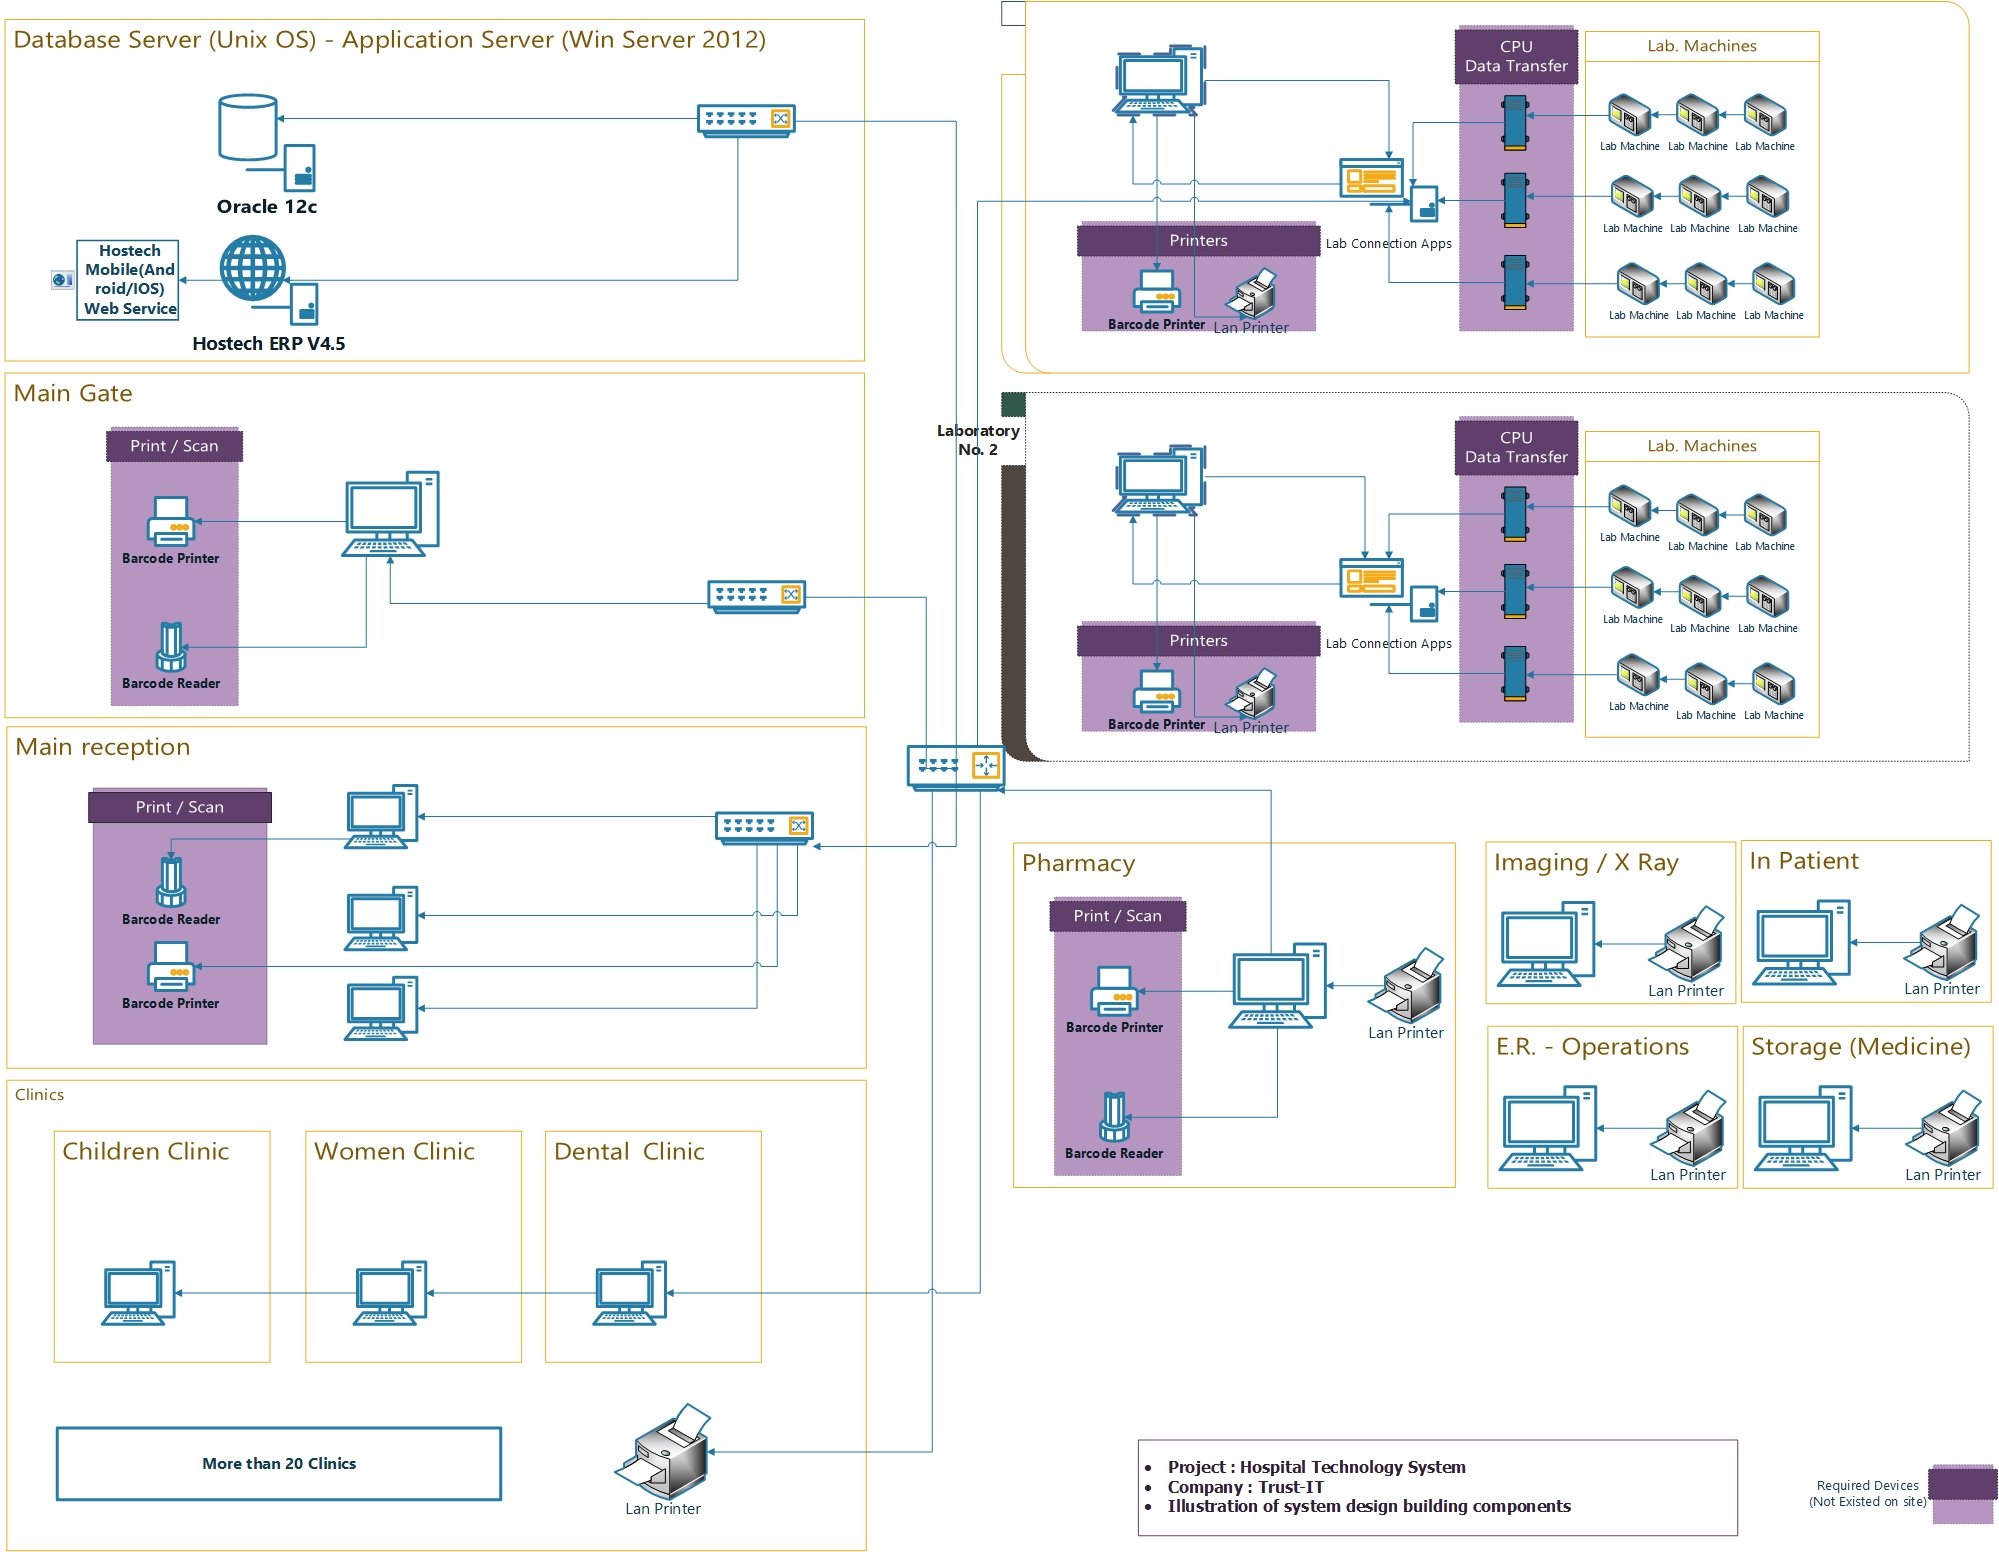 Database Server (Unix OS) - Application Server (Win Server 2012)
Oracle 12c
Hostech
Mobile(And
roid/IOS)
Web Service
Hostech ERP V4.5
Main Gate
Print / Scan
Barcode Printer
Barcode Reader
Main reception
Print / Scan
Barcode Reader
Barcode Printer
Clinics
Children Clinic
Women Clinic
Dental Clinic
More than 20 Clinics
Lan Printer
CPU
Data Transfer
Lab. Machines
Lab Machine
Lab Machine
Lab Machine
Lab Machine
Lab Machine
Lab Machine
Lab Machine
Lab Machine
Lab Machine
Lab Connection Apps
Printers
Barcode Printer
Lan Printer
Laboratory
No. 2
CPU
Data Transfer
Lab. Machines
Lab Machine
Lab Machine
Lab Machine
Lab Machine
Lab Machine
Lab Machine
Lab Machine
Lab Machine
Lab Machine
Lab Connection Apps
Printers
Barcode Printer
Lan Printer
Pharmacy
Print / Scan
Barcode Printer
Barcode Reader
Lan Printer
Imaging / X Ray
Lan Printer
In Patient
Lan Printer
E.R. - Operations
Lan Printer
Storage (Medicine)
Lan Printer
• Project : Hospital Technology System
• Company : Trust-IT
• Illustration of system design building components
Required Devices
(Not Existed on site)